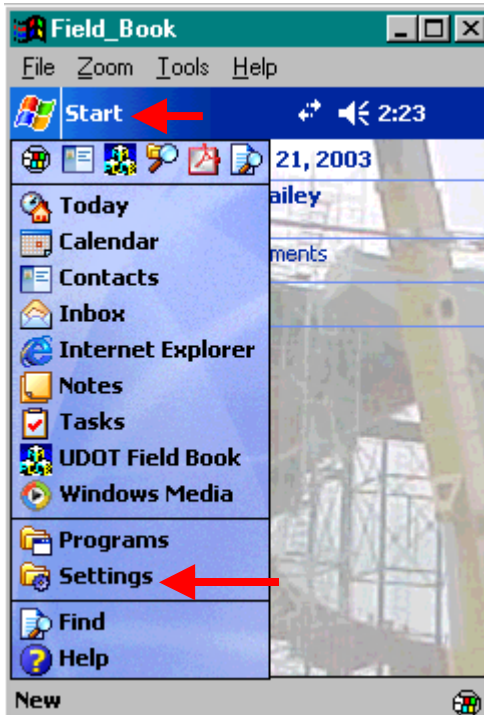 Field_Book
File Zoom Tools Help
Start 2:23
21, 2003
Today
ailey
Calendar
ments
Contacts
Inbox
Internet Explorer
Notes
Tasks
UDOT Field Book
Windows Media
Programs
Settings
Find
Help
New